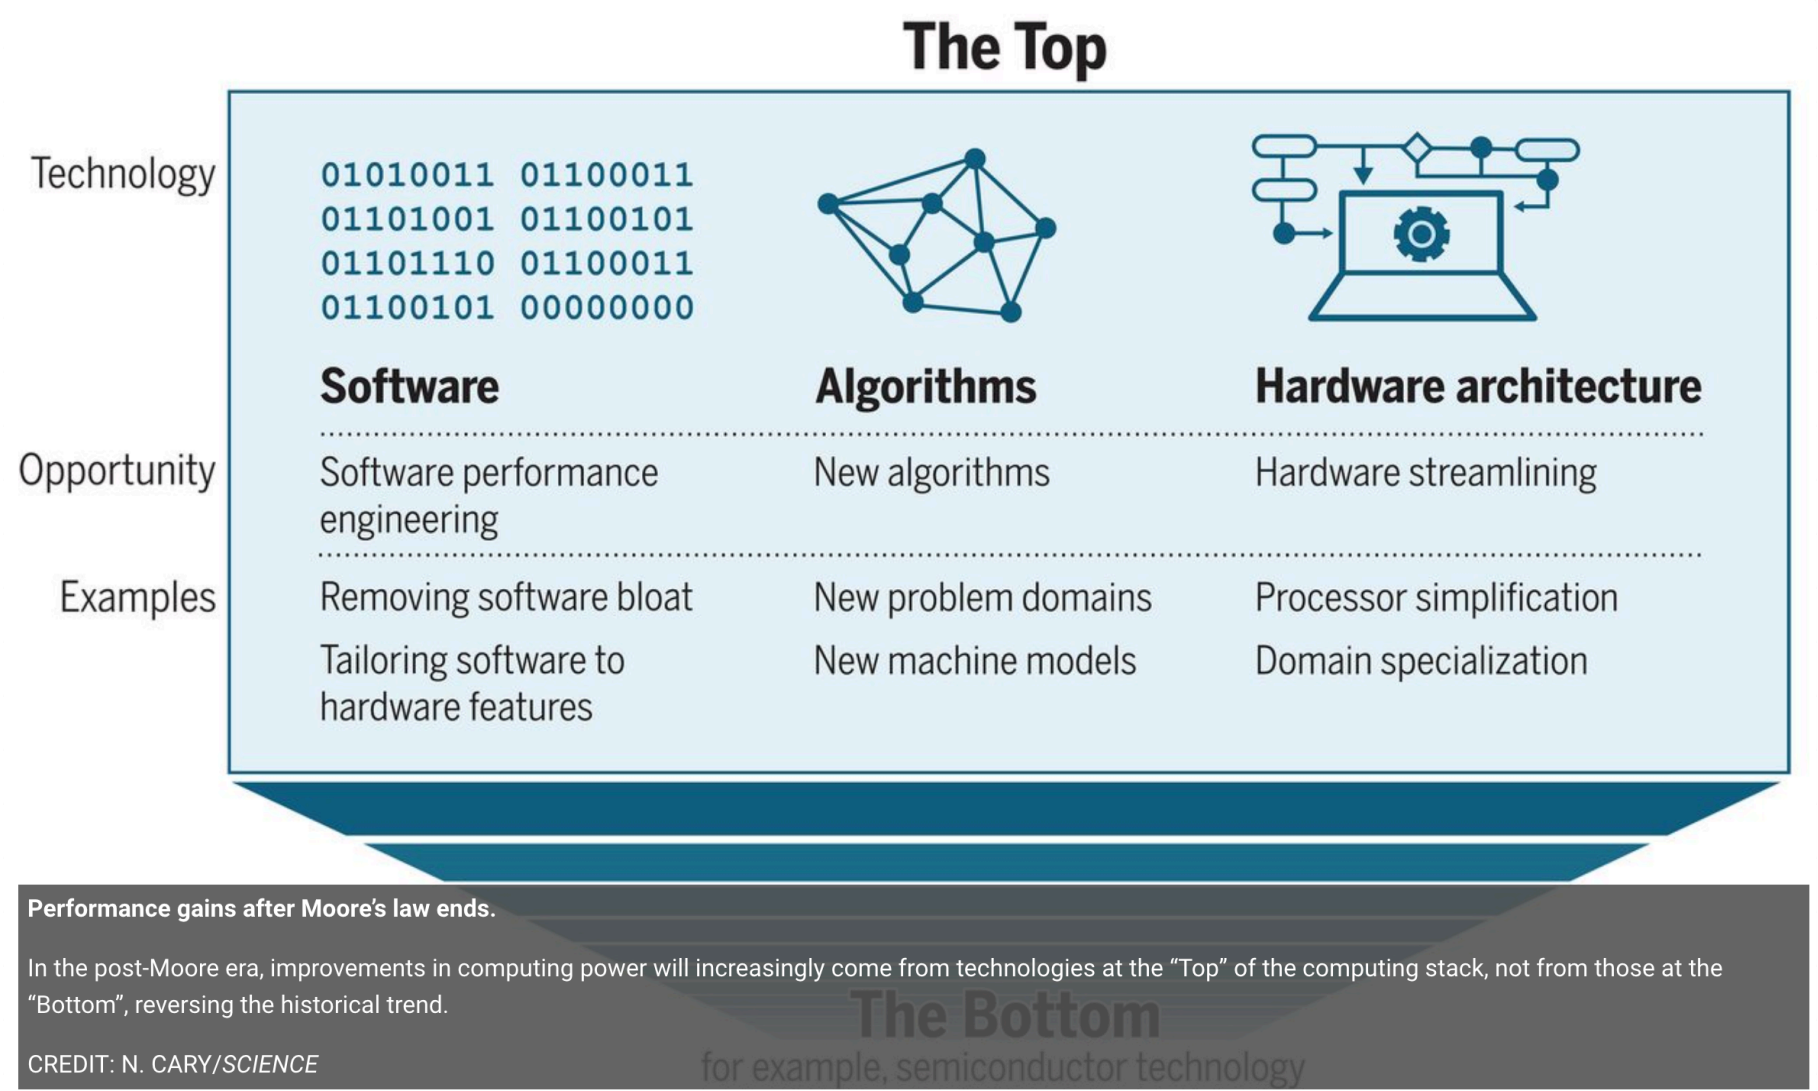 The Top
Technology
01010011 01100011
01101001 01100101
01101110 01100011
01100101 00000000
Software
Algorithms
Hardware architecture
Opportunity
Software performance
engineering
New algorithms
Hardware streamlining
Examples
Removing software bloat
Tailoring software to
hardware features
New problem domains
New machine models
Processor simplification
Domain specialization
Performance gains after Moore’s law ends.
In the post-Moore era, improvements in computing power will increasingly come from technologies at the “Top” of the computing stack, not from those at the
“Bottom”, reversing the historical trend.
The Bottom
for example, semiconductor technology
CREDIT: N. CARY/SCIENCE